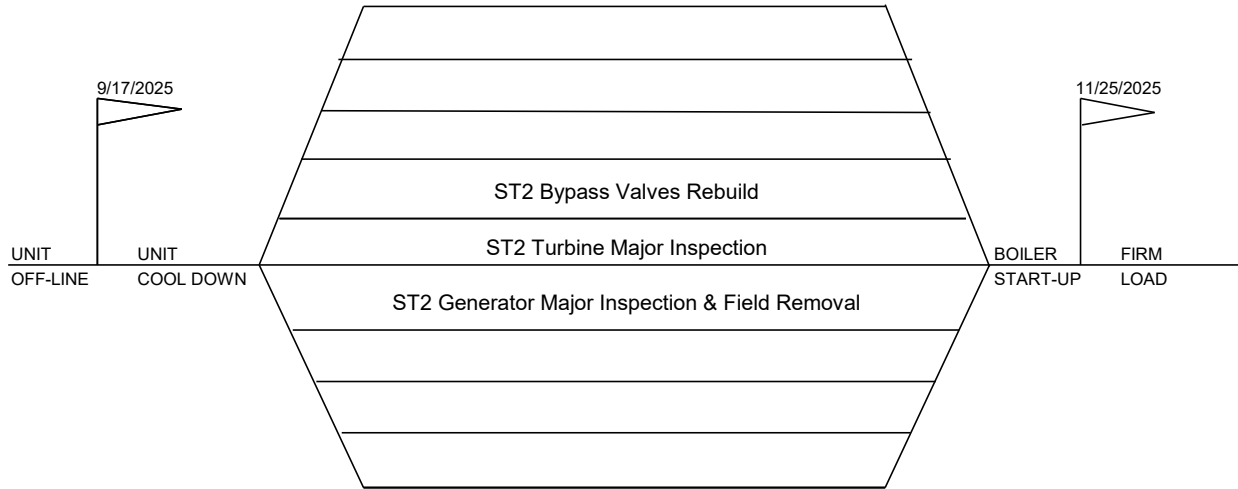 9/17/2025
11/25/2025
ST2 Bypass Valves Rebuild
ST2 Turbine Major Inspection
UNIT
OFF-LINE
UNIT
COOL DOWN
BOILER
START-UP
FIRM
LOAD
ST2 Generator Major Inspection & Field Removal